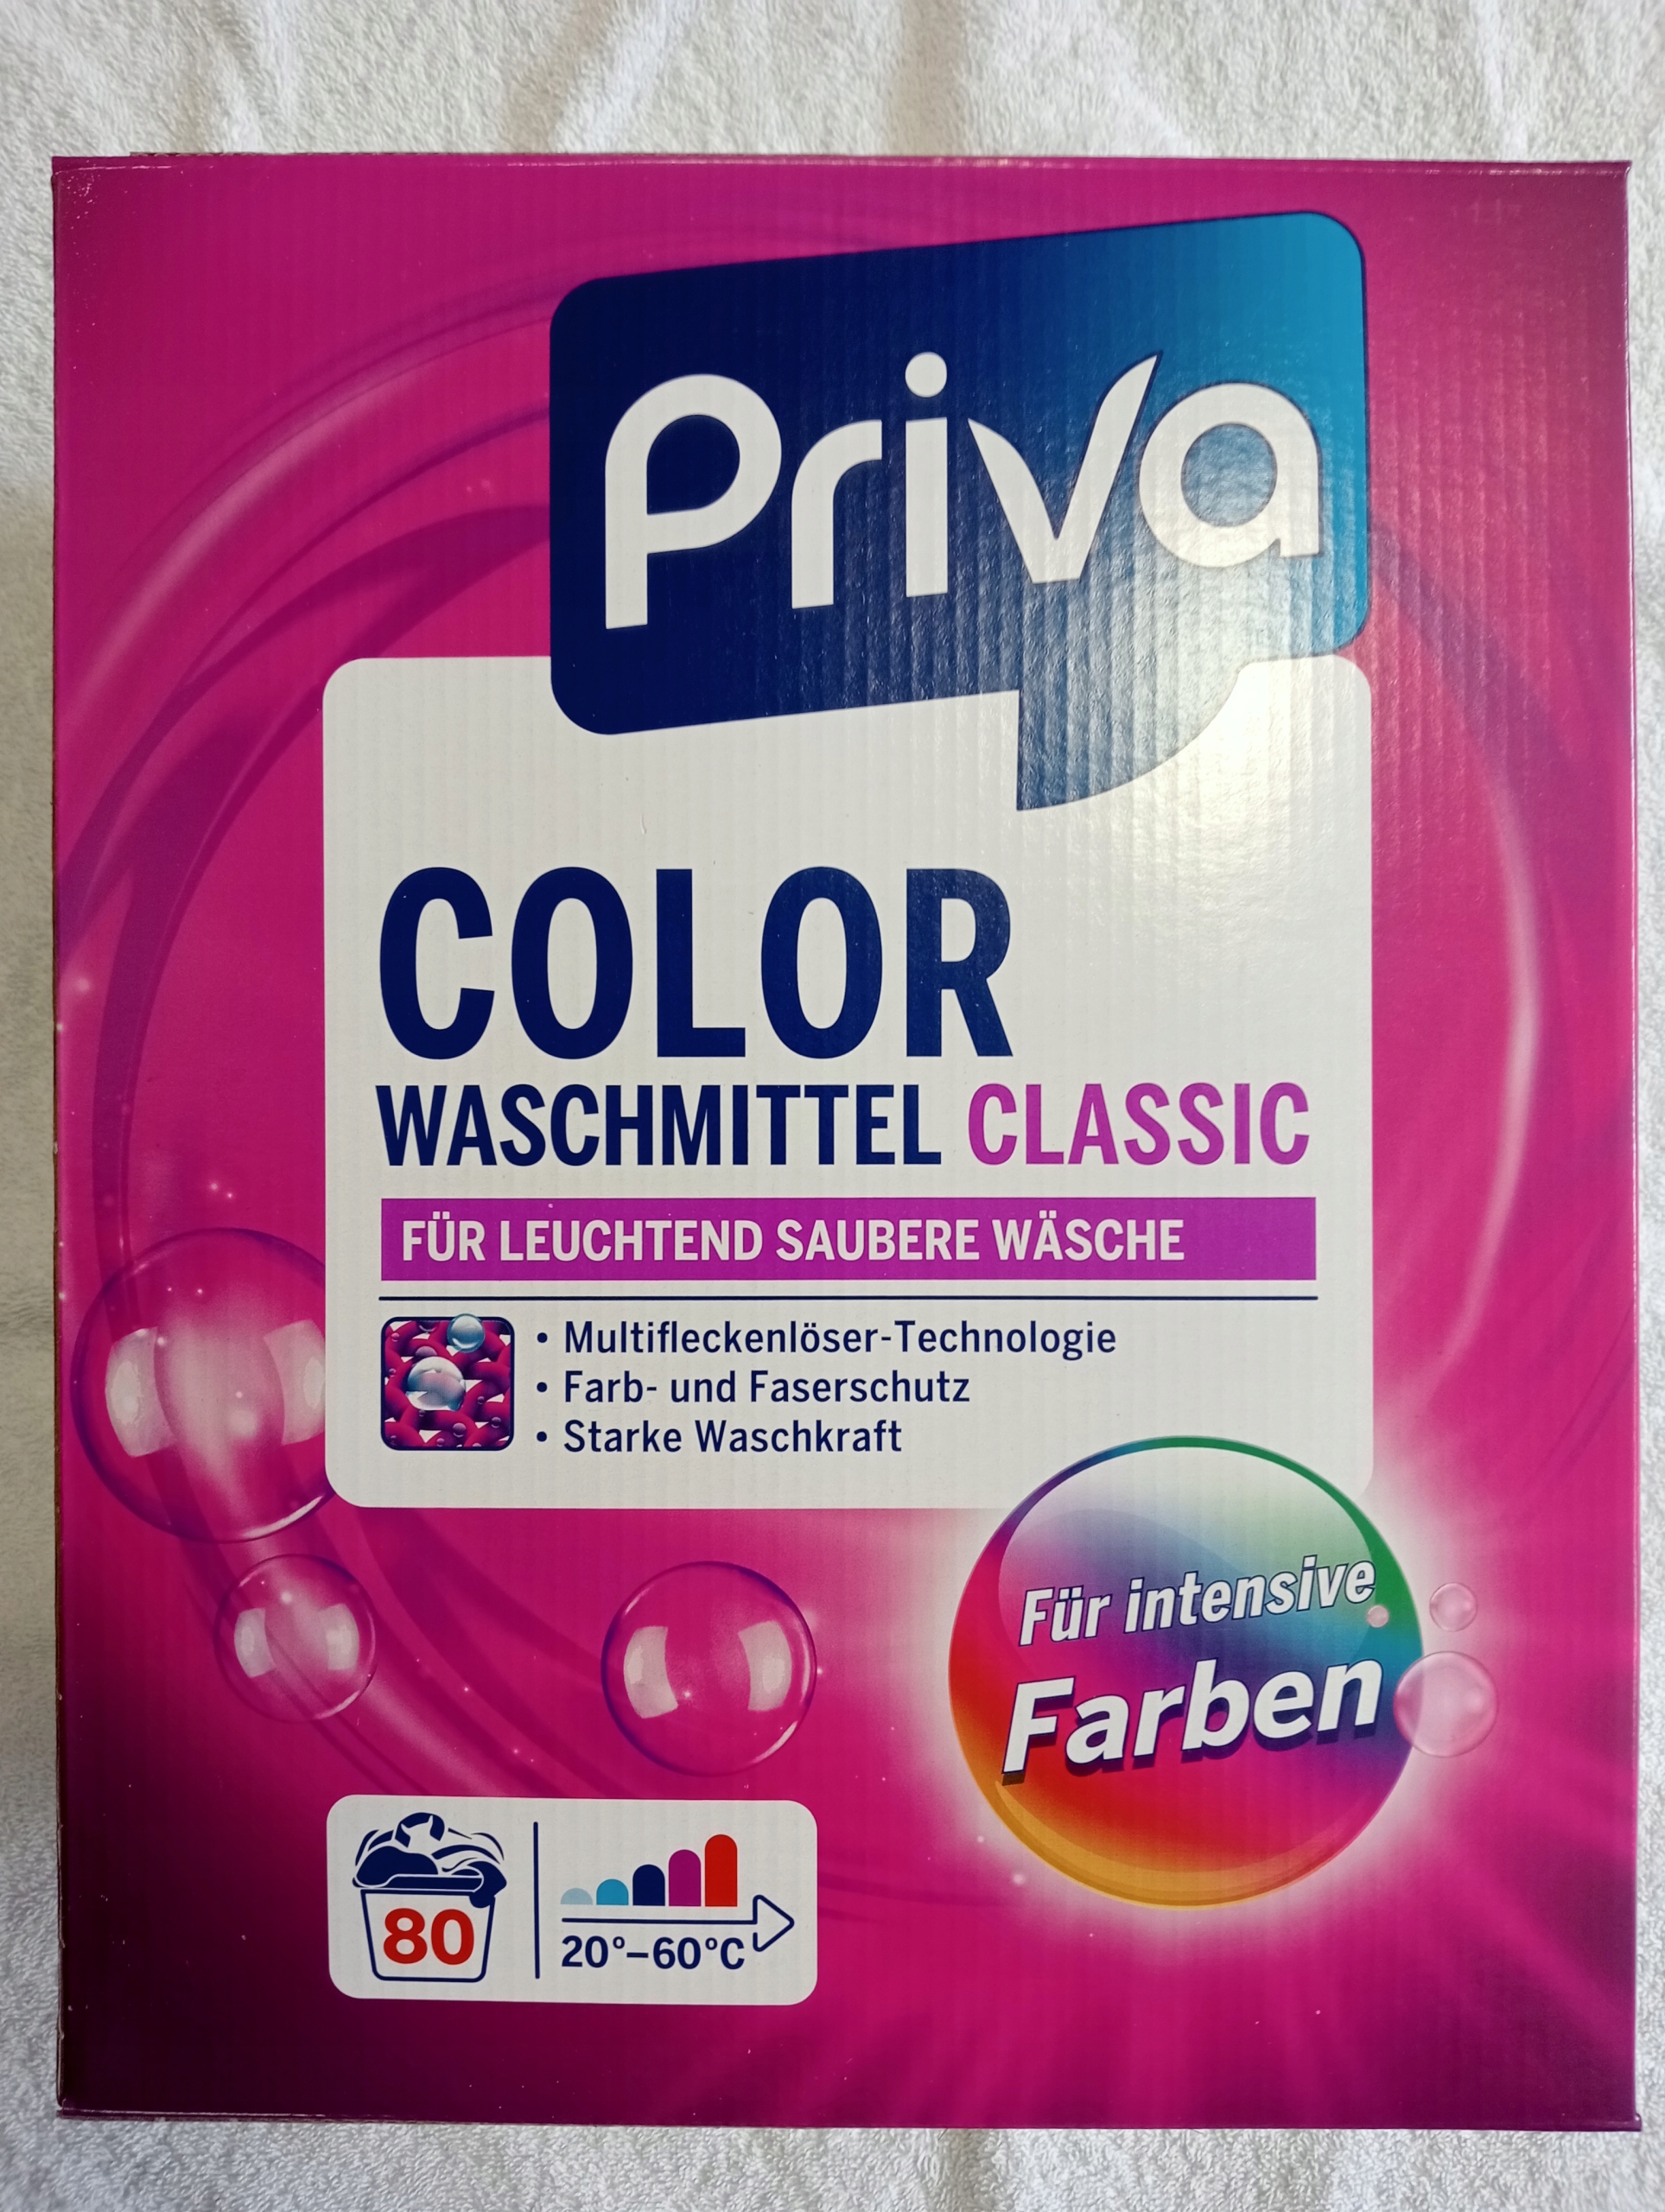 Priva
COLOR
WASCHMITTEL CLASSIC
FÜR LEUCHTEND SAUBERE WÄSCHE
• Multifleckenlöser-Technologie
• Farb- und Faserschutz
• Starke Waschkraft
Für intensive
Farben
80
20°–60°C